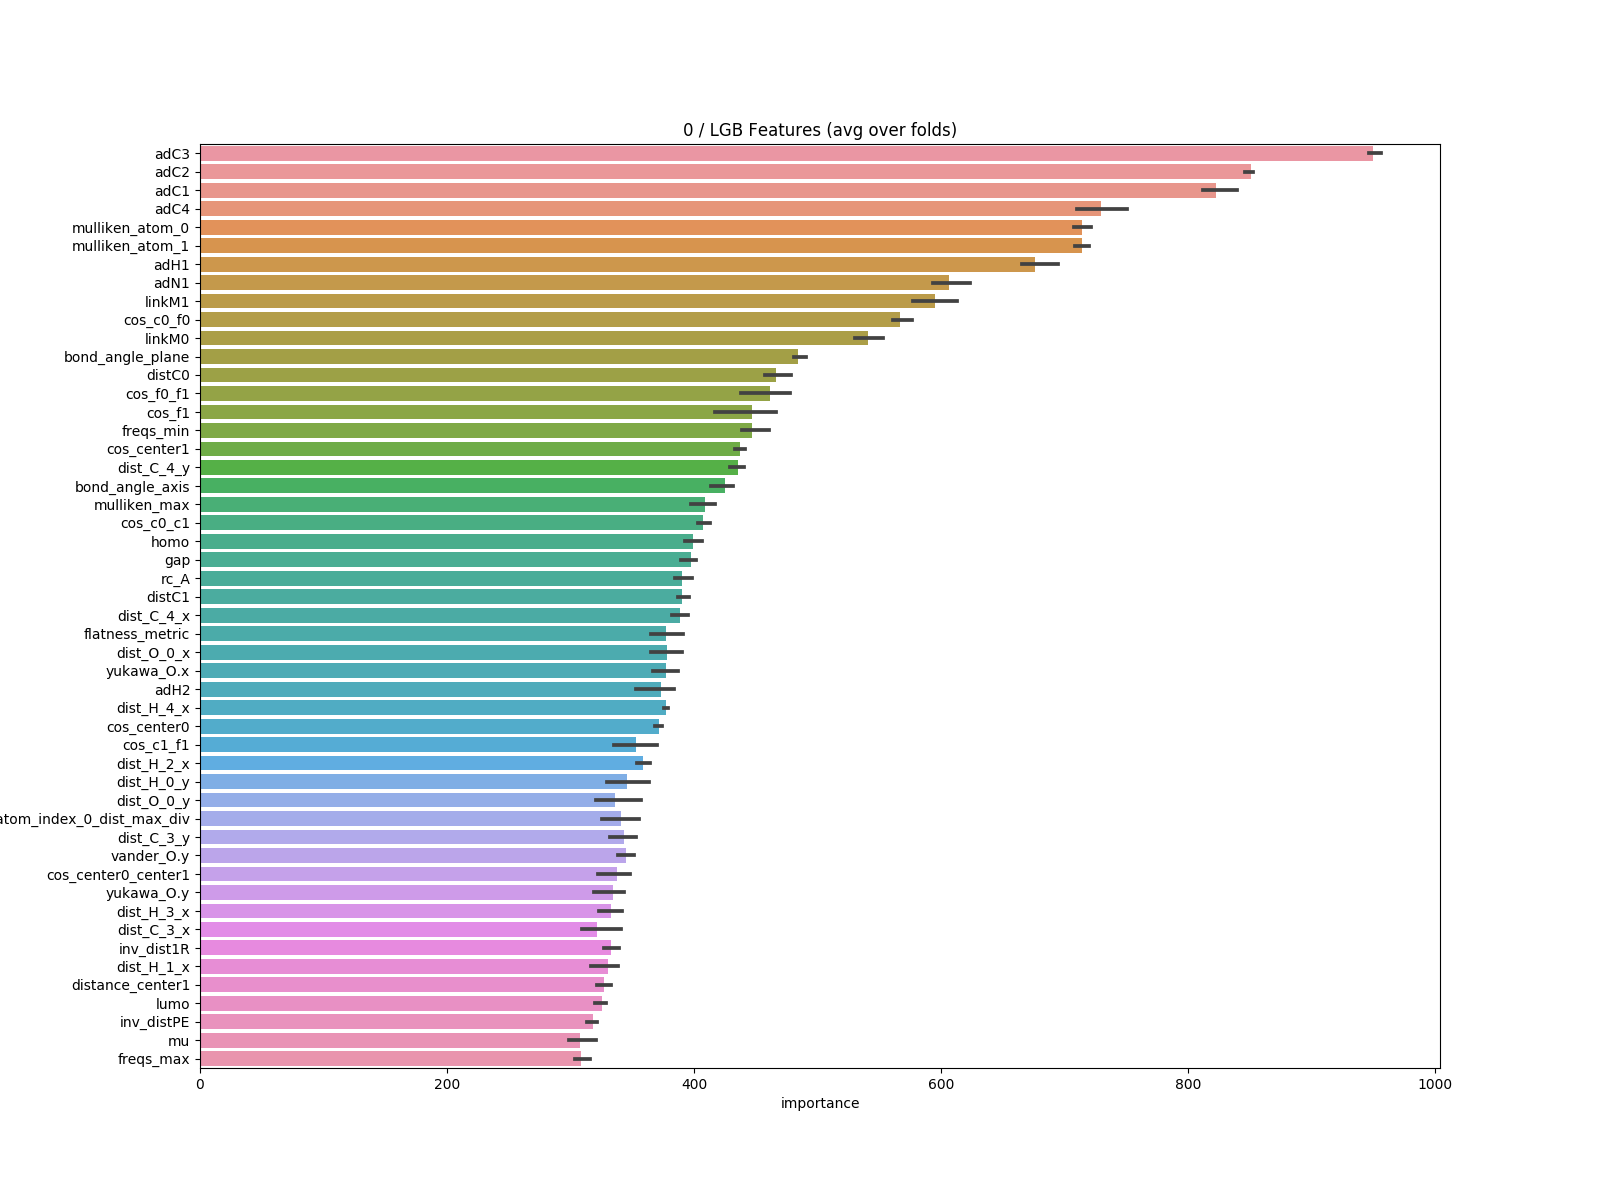 0 / LGB Features (avg over folds)
adC3
adC2
adC1
adC4
mulliken_atom_0
mulliken_atom_1
adH1
adN1
linkM1
cos_c0_f0
linkM0
bond_angle_plane
distC0
cos_f0_f1
cos_f1
freqs_min
cos_center1
dist_C_4_y
bond_angle_axis
mulliken_max
cos_c0_c1
homo
gap
rc_A
distC1
dist_C_4_x
flatness_metric
dist_O_0_x
yukawa_O.x
adH2
dist_H_4_x
cos_center0
cos_c1_f1
dist_H_2_x
dist_H_0_y
dist_O_0_y
atom_index_0_dist_max_div
dist_C_3_y
vander_O.y
cos_center0_center1
yukawa_O.y
dist_H_3_x
dist_C_3_x
inv_dist1R
dist_H_1_x
distance_center1
lumo
inv_distPE
mu
freqs_max
0 200 400 600 800 1000
importance